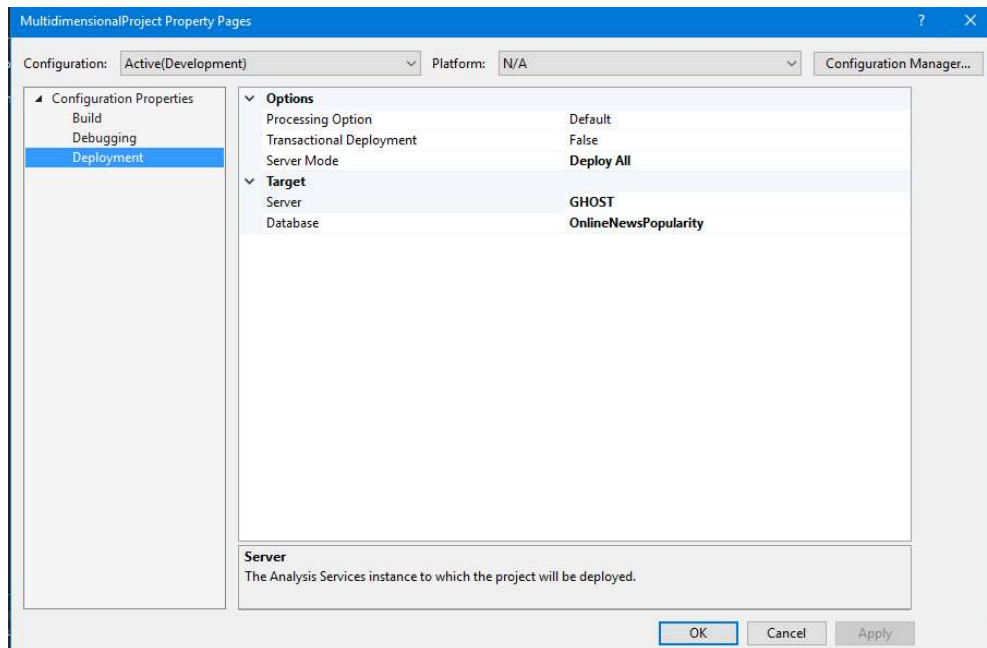 MultidimensionalProject Property Pages ?
Configuration: Active(Development) Platform: N/A Configuration Manager...
Configuration Properties
Build
Debugging
Deployment
Options
Processing Option Default
Transactional Deployment False
Server Mode Deploy All
Target
Server GHOST
Database OnlineNewsPopularity
Server
The Analysis Services instance to which the project will be deployed.
OK Cancel Apply